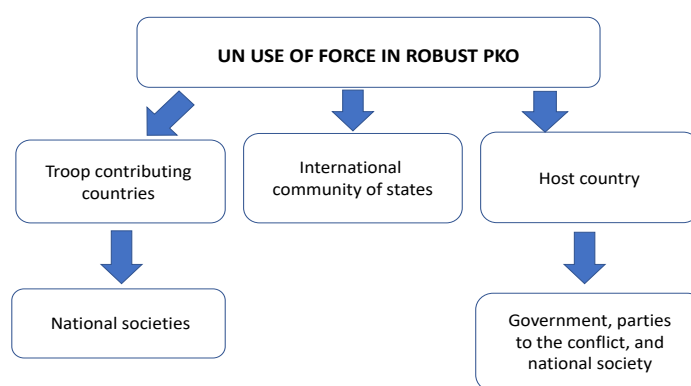 UN USE OF FORCE IN ROBUST PKO
Troop contributing
countries
International
community of states
Host country
National societies
Government, parties
to the conflict, and
national society